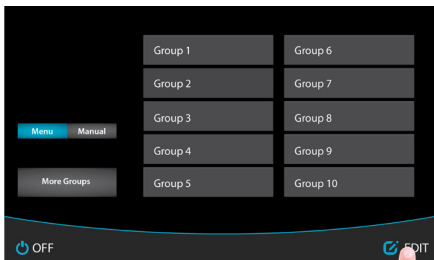 Group 1
Group 6
Group 2
Group 7
Group 3
Group 8
Menu
Manual
Group 4
Group 9
More Groups
Group 5
Group 10
OFF
EDIT